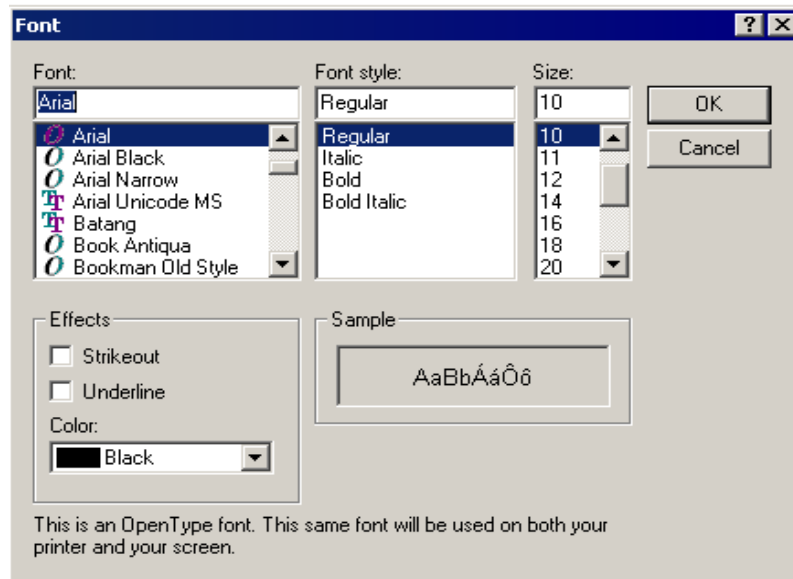 Font
Font:
Arial
Arial
Arial Black
Arial Narrow
Arial Unicode MS
Batang
Book Antiqua
Bookman Old Style
Font style:
Regular
Regular
Italic
Bold
Bold Italic
Size:
10
10
11
12
14
16
18
20
OK
Cancel
Effects
Strikeout
Underline
Color:
Black
Sample
AaBbÁáÔô
This is an OpenType font. This same font will be used on both your
printer and your screen.